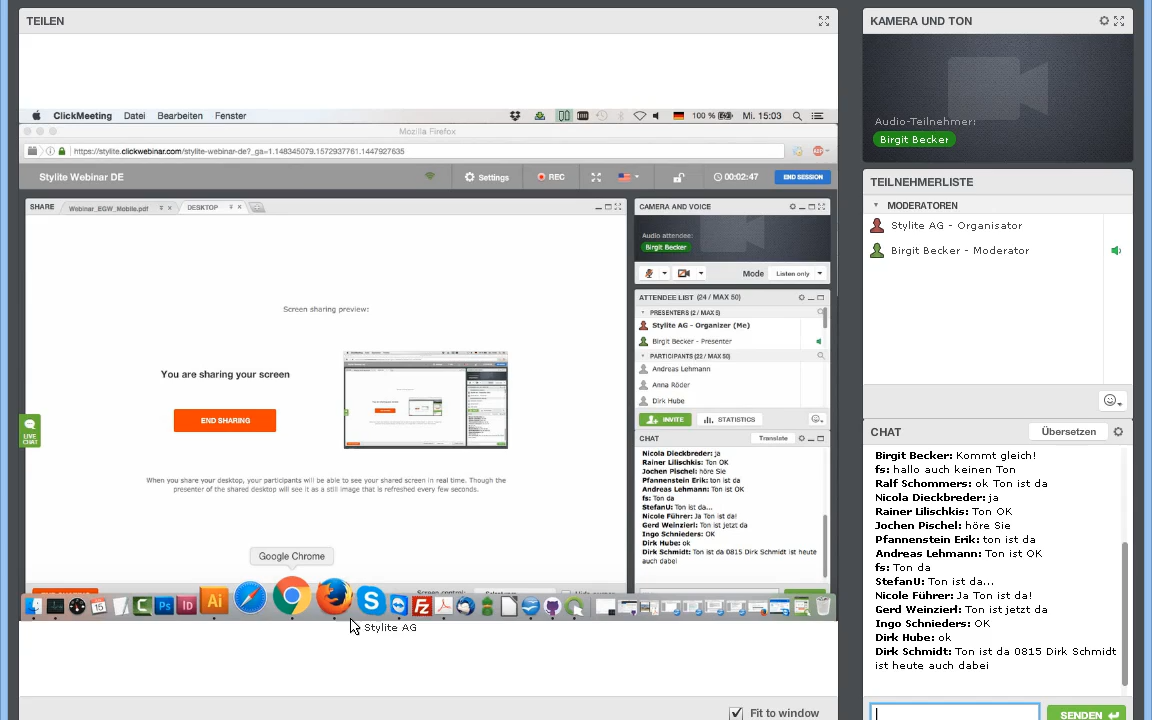 TEILEN
ClickMeeting Datei Bearbeiten Fenster
100 % Mi. 15:03
Mozilla Firefox
https://stylite.clickwebinar.com/stylite-webinar-de?_ga=1.148345079.1572937761.1447927635
Stylite Webinar DE
Settings
REC
00:02:47
END SESSION
SHARE
Webinar_EGW_Mobile.pdf
DESKTOP
Screen sharing preview:
You are sharing your screen
END SHARING
LIVE
CHAT
When you share your desktop, your participants will be able to see your shared screen in real time. Though the
presenter of the shared desktop will see it as a still image that is refreshed every few seconds.
Google Chrome
Stylite AG
Fit to window
CAMERA AND VOICE
Audio attendee:
Birgit Becker
Mode Listen only
ATTENDEE LIST (24 / MAX 50)
PRESENTERS (2 / MAX 5)
Stylite AG - Organizer (Me)
Birgit Becker - Presenter
PARTICIPANTS (22 / MAX 50)
Andreas Lehmann
Anna Röder
Dirk Hube
INVITE
STATISTICS
CHAT
Translate
Nicola Dieckbreder: ja
Rainer Lilischkis: Ton OK
Jochen Pischel: höre Sie
Pfannenstein Erik: ton ist da
Andreas Lehmann: Ton ist OK
fs: Ton da
StefanU: Ton ist da...
Nicole Führer: Ja Ton ist da!
Gerd Weinzierl: Ton ist jetzt da
Ingo Schnieders: OK
Dirk Hube: ok
Dirk Schmidt: Ton ist da 0815 Dirk Schmidt ist heute
auch dabei
KAMERA UND TON
Audio-Teilnehmer:
Birgit Becker
TEILNEHMERLISTE
MODERATOREN
Stylite AG - Organisator
Birgit Becker - Moderator
CHAT
Übersetzen
Birgit Becker: Kommt gleich!
fs: hallo auch keinen Ton
Ralf Schommers: ok Ton ist da
Nicola Dieckbreder: ja
Rainer Lilischkis: Ton OK
Jochen Pischel: höre Sie
Pfannenstein Erik: ton ist da
Andreas Lehmann: Ton ist OK
fs: Ton da
StefanU: Ton ist da...
Nicole Führer: Ja Ton ist da!
Gerd Weinzierl: Ton ist jetzt da
Ingo Schnieders: OK
Dirk Hube: ok
Dirk Schmidt: Ton ist da 0815 Dirk Schmidt
ist heute auch dabei
SENDEN